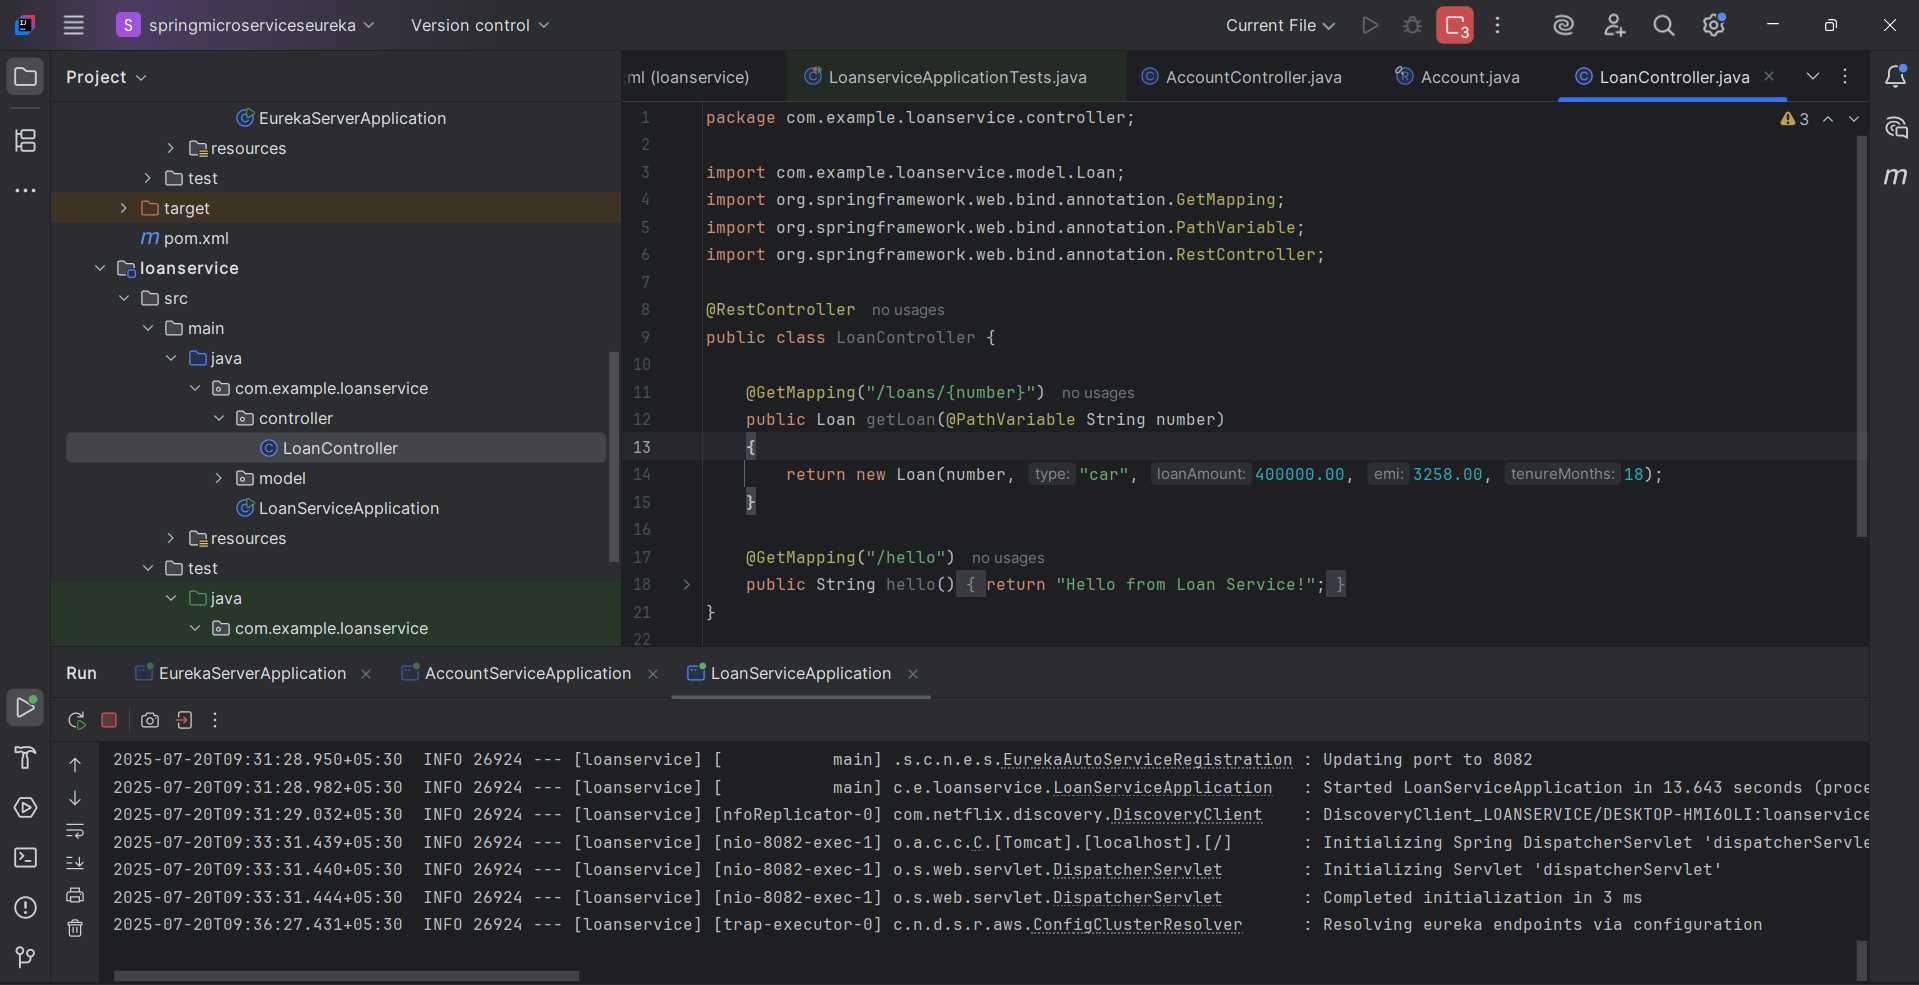 S springmicroserviceseureka Version control Current File 3
Project
EurekaServerApplication
resources
test
target
m pom.xml
loanservice
src
main
java
com.example.loanservice
controller
LoanController
model
LoanServiceApplication
resources
test
java
com.example.loanservice
ml (loanservice) LoanserviceApplicationTests.java AccountController.java Account.java LoanController.java
3
1 package com.example.loanservice.controller;
2
3 import com.example.loanservice.model.Loan;
4 import org.springframework.web.bind.annotation.GetMapping;
5 import org.springframework.web.bind.annotation.PathVariable;
6 import org.springframework.web.bind.annotation.RestController;
7
8 @RestController no usages
9 public class LoanController {
10
11 @GetMapping("/loans/{number}") no usages
12 public Loan getLoan(@PathVariable String number)
13 {
14 return new Loan(number, type: "car", loanAmount: 400000.00, emi: 3258.00, tenureMonths: 18);
15 }
16
17 @GetMapping("/hello") no usages
18 public String hello() { return "Hello from Loan Service!"; }
21 }
22
m
Run EurekaServerApplication AccountServiceApplication LoanServiceApplication
2025-07-20T09:31:28.950+05:30 INFO 26924 --- [loanservice] [ main] .s.c.n.e.s.EurekaAutoServiceRegistration : Updating port to 8082
2025-07-20T09:31:28.982+05:30 INFO 26924 --- [loanservice] [ main] c.e.loanservice.LoanServiceApplication : Started LoanServiceApplication in 13.643 seconds (proce
2025-07-20T09:31:29.032+05:30 INFO 26924 --- [loanservice] [nfoReplicator-0] com.netflix.discovery.DiscoveryClient : DiscoveryClient_LOANSERVICE/DESKTOP-HMI6OLI:loanservice
2025-07-20T09:33:31.439+05:30 INFO 26924 --- [loanservice] [nio-8082-exec-1] o.a.c.c.C.[Tomcat].[localhost].[/] : Initializing Spring DispatcherServlet 'dispatcherServle
2025-07-20T09:33:31.440+05:30 INFO 26924 --- [loanservice] [nio-8082-exec-1] o.s.web.servlet.DispatcherServlet : Initializing Servlet 'dispatcherServlet'
2025-07-20T09:33:31.444+05:30 INFO 26924 --- [loanservice] [nio-8082-exec-1] o.s.web.servlet.DispatcherServlet : Completed initialization in 3 ms
2025-07-20T09:36:27.431+05:30 INFO 26924 --- [loanservice] [trap-executor-0] c.n.d.s.r.aws.ConfigClusterResolver : Resolving eureka endpoints via configuration